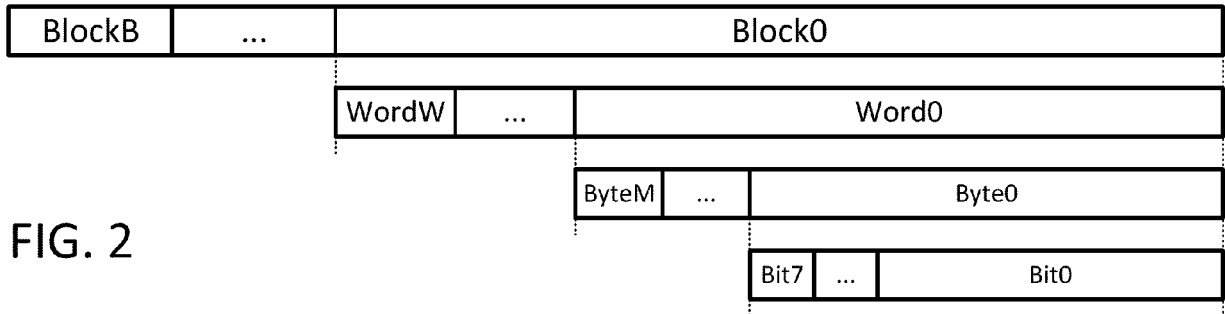 BlockB ... Block0
WordW ... Word0
ByteM ... Byte0
FIG. 2
Bit7 ... Bit0